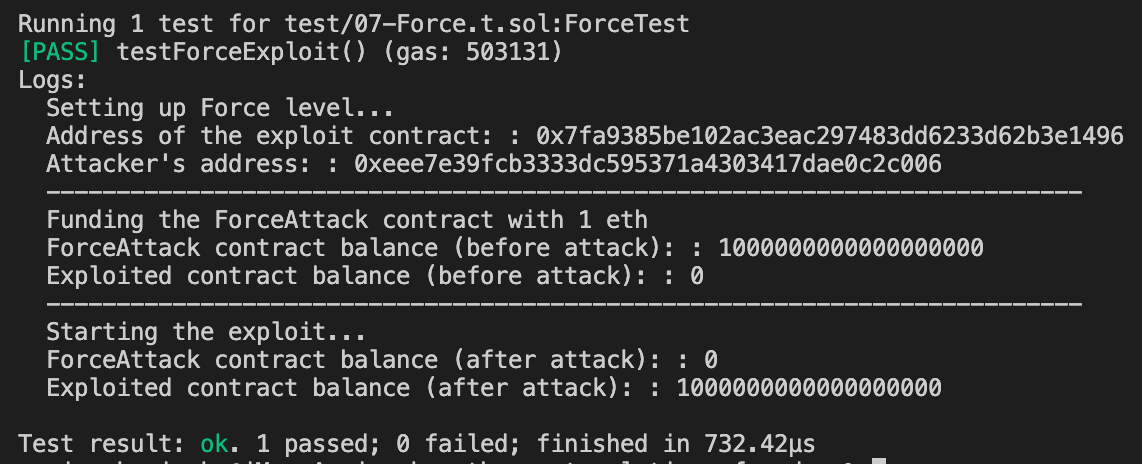 Running 1 test for test/07-Force.t.sol:ForceTest
[PASS] testForceExploit() (gas: 503131)
Logs:
Setting up Force level...
Address of the exploit contract: : 0x7fa9385be102ac3eac297483dd6233d62b3e1496
Attacker's address: : 0xeee7e39fcb3333dc595371a4303417dae0c2c006
--------------------------------------------------------------------------
Funding the ForceAttack contract with 1 eth
ForceAttack contract balance (before attack): : 1000000000000000000
Exploited contract balance (before attack): : 0
--------------------------------------------------------------------------
Starting the exploit...
ForceAttack contract balance (after attack): : 0
Exploited contract balance (after attack): : 1000000000000000000
Test result: ok. 1 passed; 0 failed; finished in 732.42µs